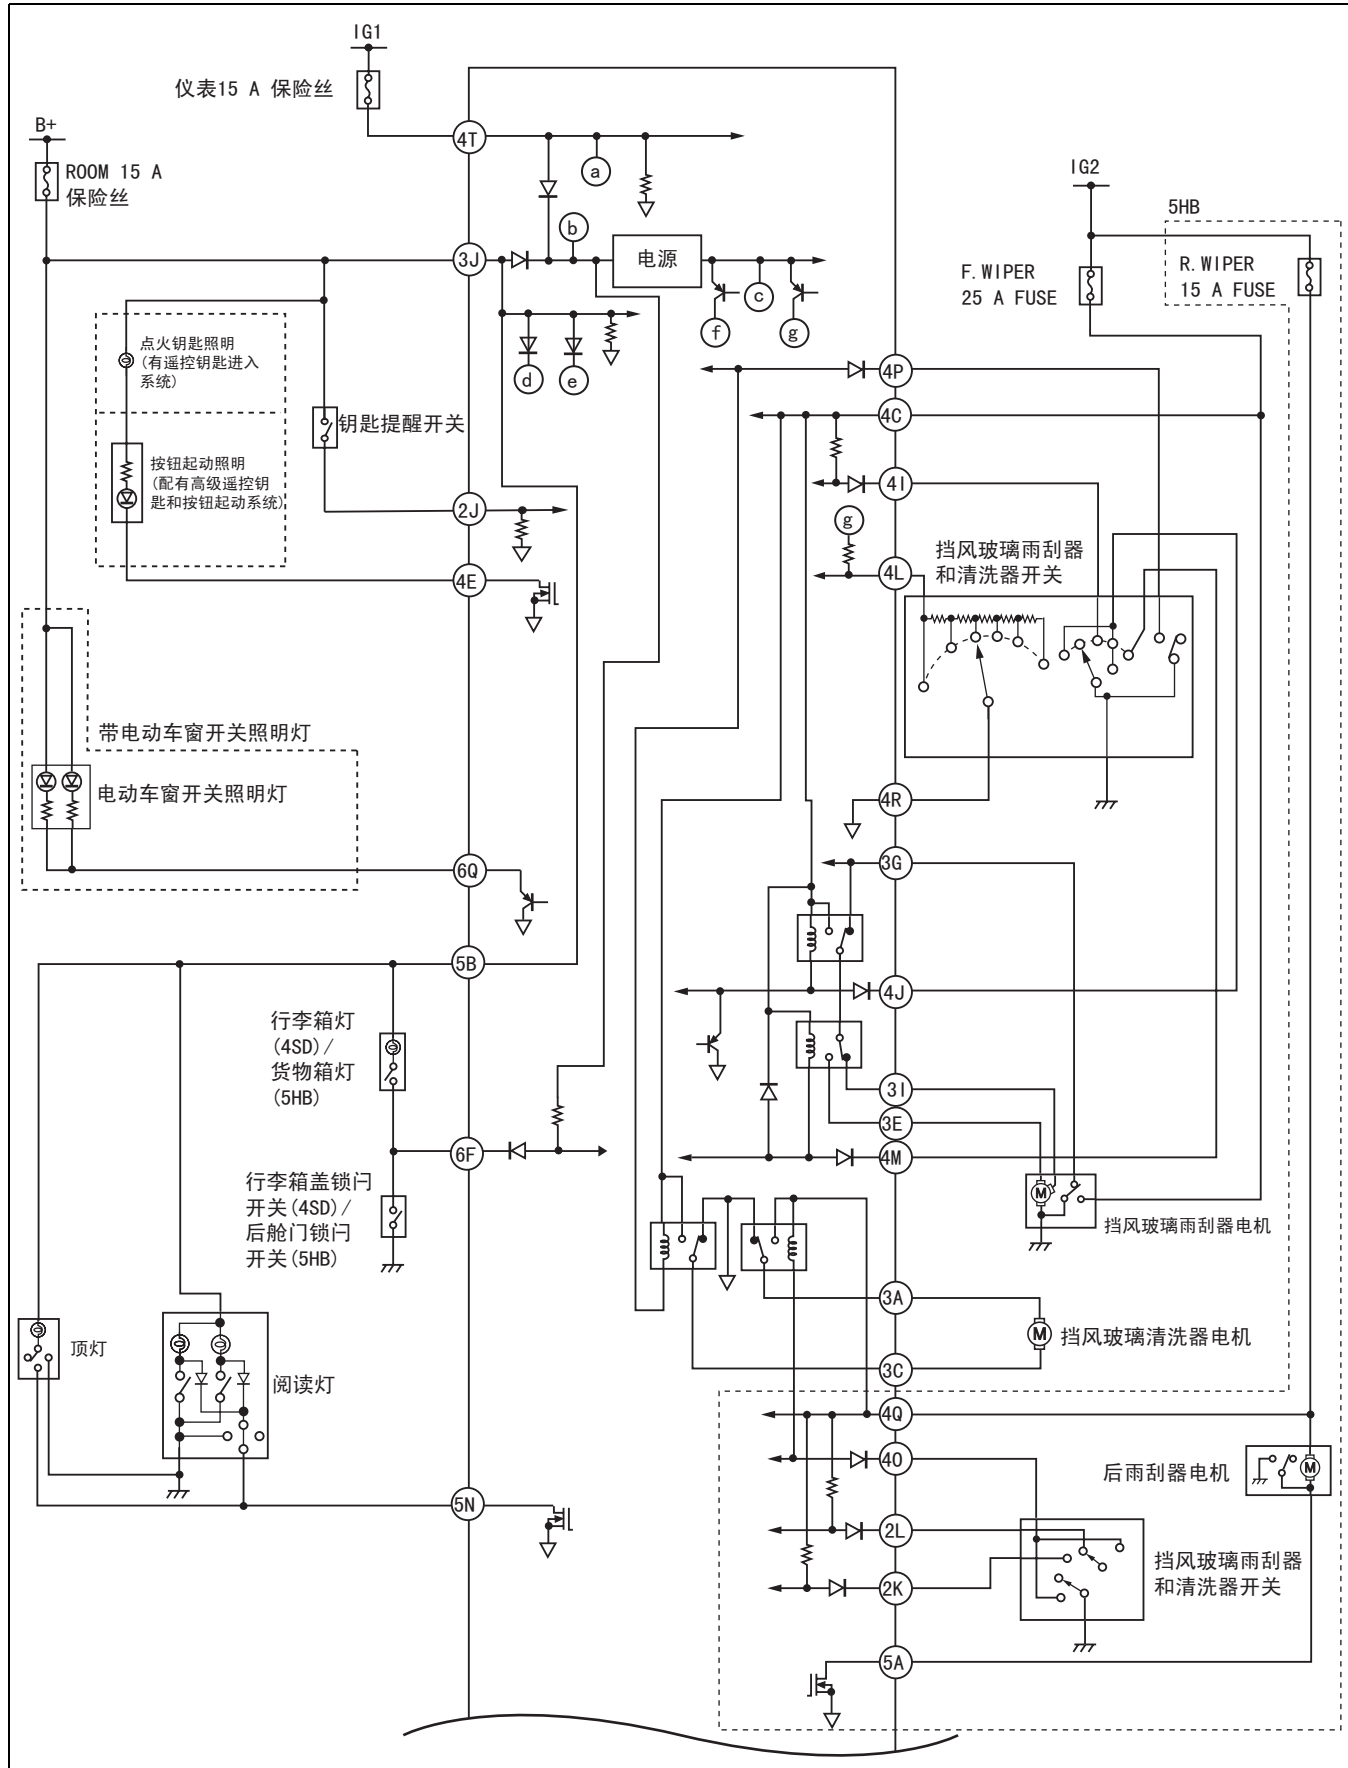 IG1
仪表15 A 保险丝
B+
ROOM 15 A
保险丝
4T
a
b
3J
电源
c
f
g
d
e
IG2
5HB
F.WIPER
25 A FUSE
R.WIPER
15 A FUSE
点火钥匙照明
(有遥控钥匙进入
系统)
钥匙提醒开关
按钮起动照明
(配有高级遥控钥
匙和按钮起动系统)
2J
4E
4P
4C
4I
g
4L
挡风玻璃雨刮器
和清洗器开关
带电动车窗开关照明灯
电动车窗开关照明灯
4R
3G
6Q
5B
4J
行李箱灯
(4SD)/
货物箱灯
(5HB)
3I
3E
4M
6F
行李箱盖锁闩
开关(4SD)/
后舱门锁闩
开关(5HB)
M
挡风玻璃雨刮器电机
3A
M
挡风玻璃清洗器电机
3C
顶灯
阅读灯
4Q
4O
后雨刮器电机
M
5N
2L
挡风玻璃雨刮器
和清洗器开关
2K
5A